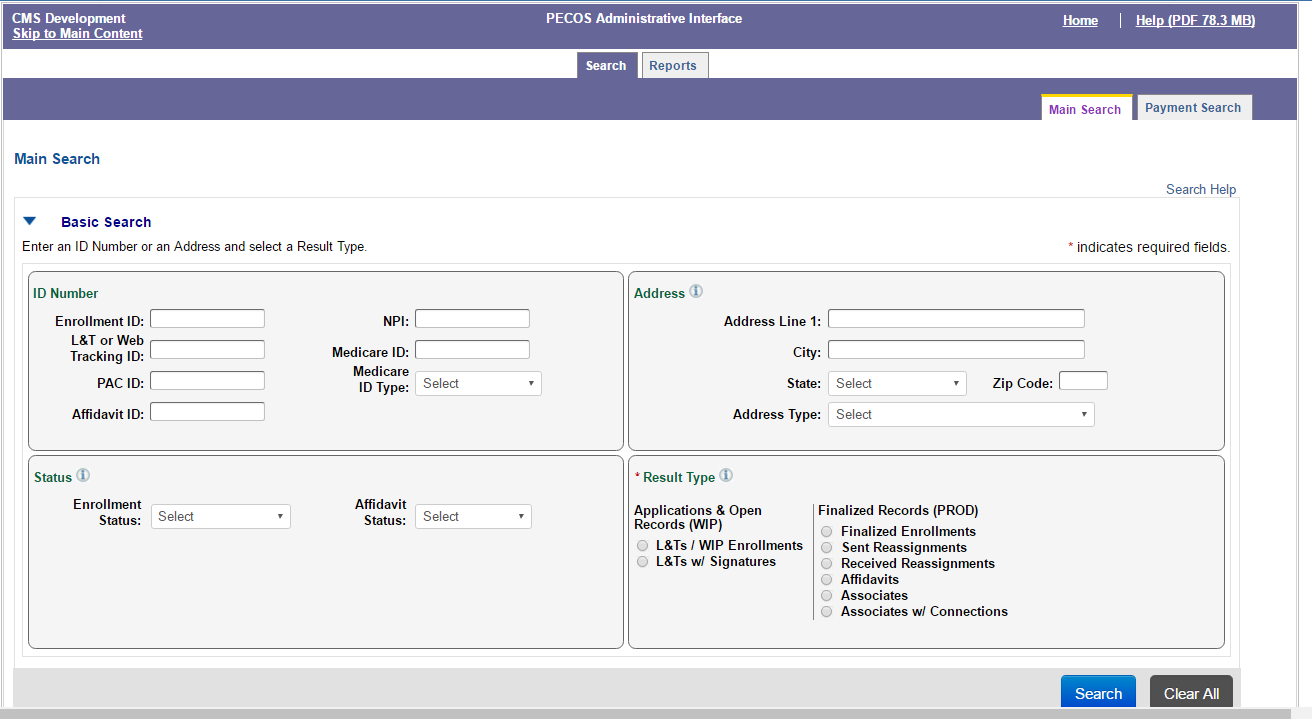 CMS Development
PECOS Administrative Interface
Home
Help (PDF 78.3 MB)
Skip to Main Content
Search
Reports
Main Search
Payment Search
Main Search
Search Help
Basic Search
Enter an ID Number or an Address and select a Result Type.
* indicates required fields.
ID Number
Enrollment ID:
NPI:
L&T or Web
Tracking ID:
Medicare ID:
PAC ID:
Medicare
ID Type:
Select
Affidavit ID:
Address
Address Line 1:
City:
State:
Select
Zip Code:
Address Type:
Select
Status
Enrollment
Status:
Select
Affidavit
Status:
Select
* Result Type
Applications & Open
Records (WIP)
L&Ts / WIP Enrollments
L&Ts w/ Signatures
Finalized Records (PROD)
Finalized Enrollments
Sent Reassignments
Received Reassignments
Affidavits
Associates
Associates w/ Connections
Search
Clear All